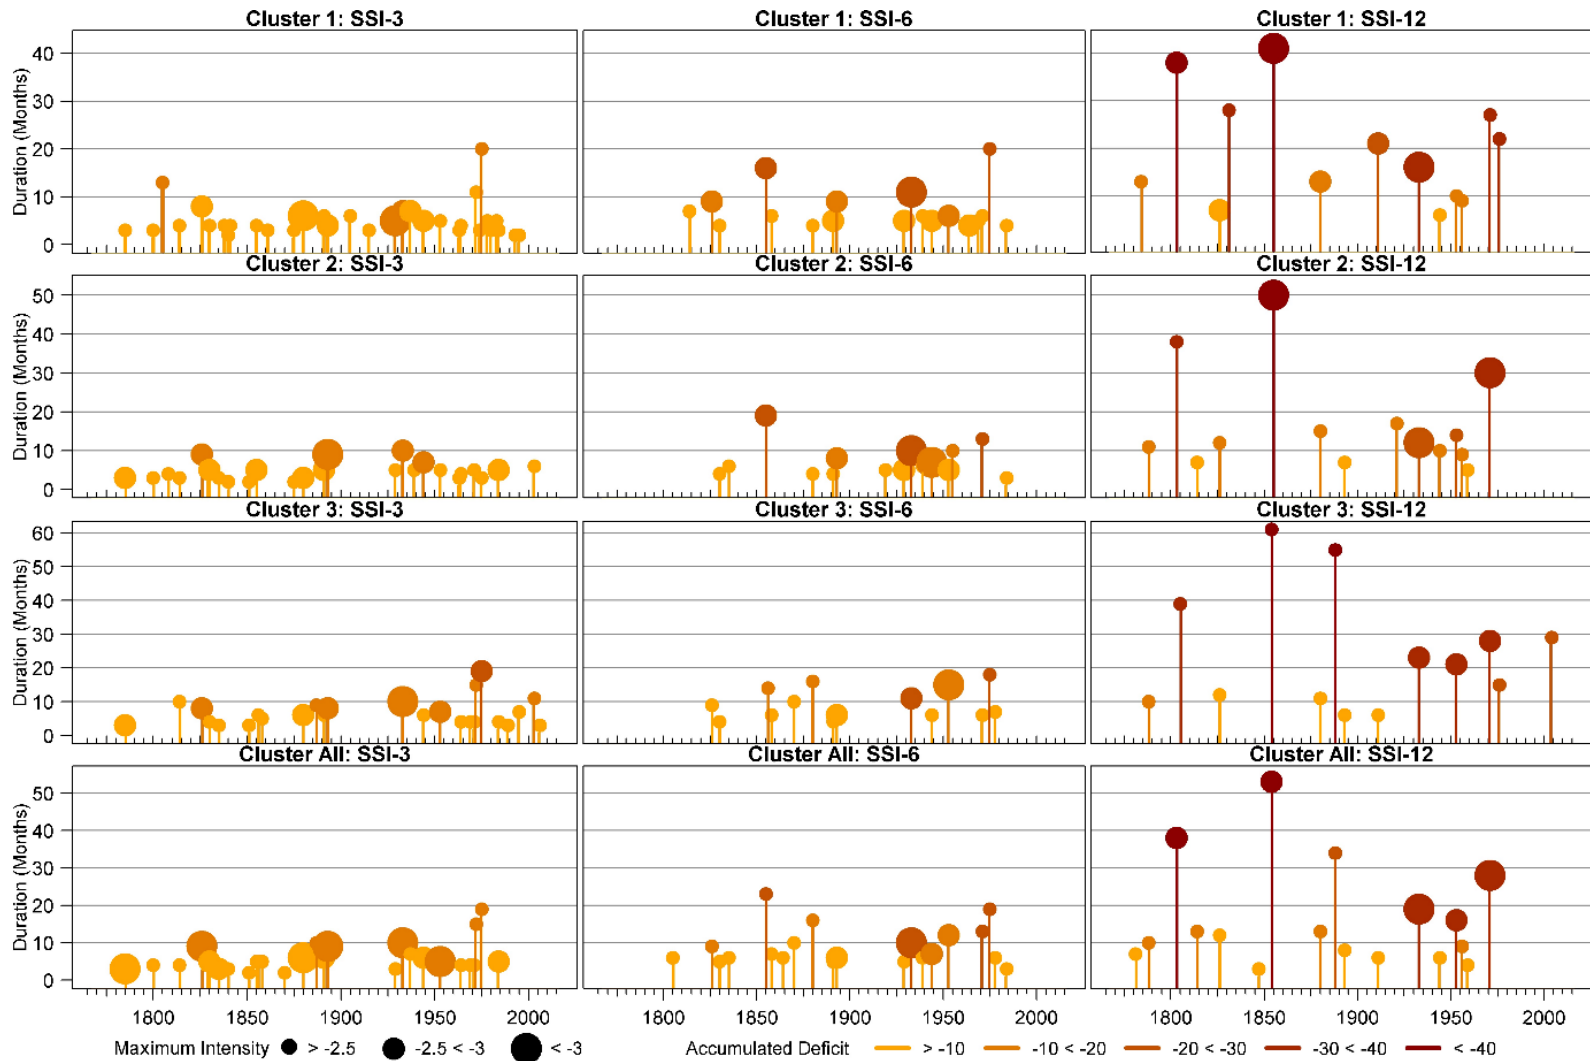 Cluster 1: SSI-3 Cluster 1: SSI-6 Cluster 1: SSI-12
Duration (Months)
40
30
20
10
0
Cluster 2: SSI-3 Cluster 2: SSI-6 Cluster 2: SSI-12
Duration (Months)
50
40
30
20
10
0
Cluster 3: SSI-3 Cluster 3: SSI-6 Cluster 3: SSI-12
Duration (Months)
60
50
40
30
20
10
0
Cluster All: SSI-3 Cluster All: SSI-6 Cluster All: SSI-12
Duration (Months)
50
40
30
20
10
0
1800 1850 1900 1950 2000 1800 1850 1900 1950 2000 1800 1850 1900 1950 2000
Maximum Intensity > -2.5 -2.5 < -3 < -3 Accumulated Deficit > -10 -10 < -20 -20 < -30 -30 < -40 < -40